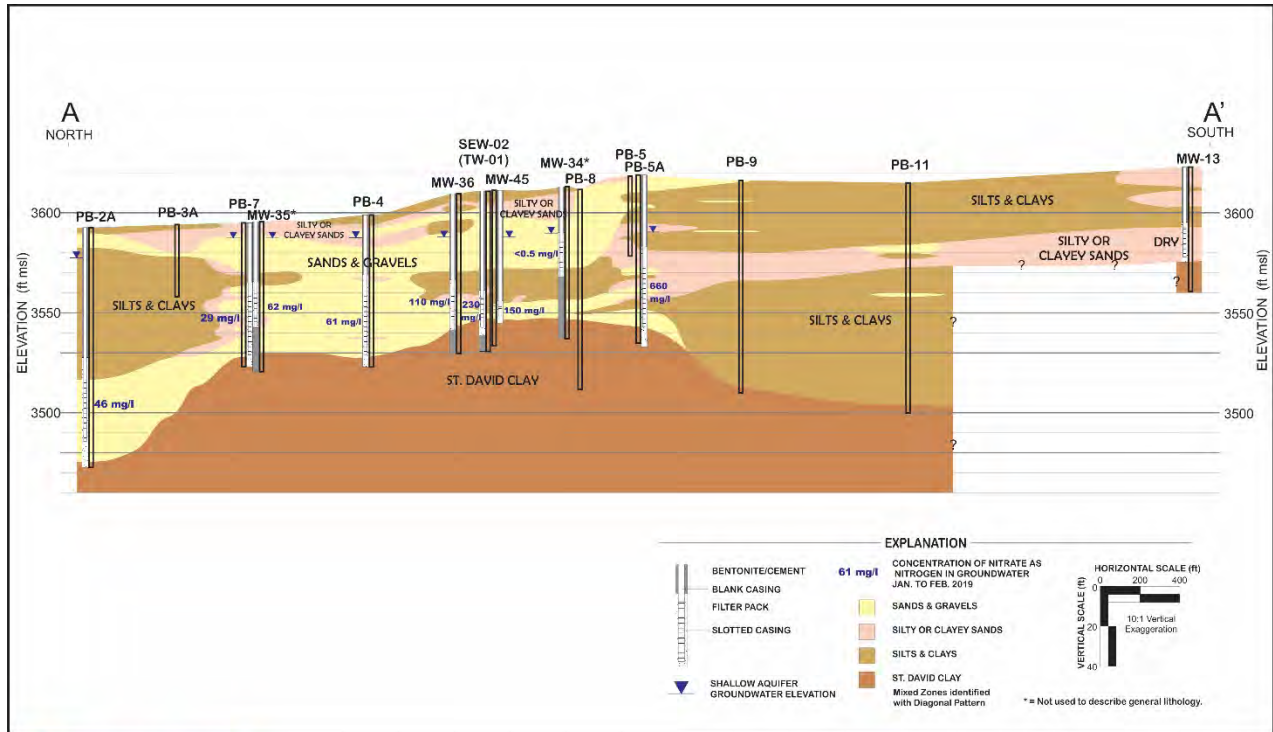 A
NORTH
A'
SOUTH
SEW-02
(TW-01)
MW-36
MW-45
MW-34*
PB-8
PB-5
PB-5A
PB-9
PB-11
MW-13
PB-2A
PB-3A
PB-7
MW-35*
PB-4
ELEVATION (ft msl)
3600
3550
3500
ELEVATION (ft msl)
3600
3550
3500
SILTY OR
CLAYEY SANDS
SILTY OR
CLAYEY SANDS
SANDS & GRAVELS
SILTS & CLAYS
SILTS & CLAYS
SILTY OR
CLAYEY SANDS
DRY
SILTS & CLAYS
ST. DAVID CLAY
46 mg/l
29 mg/l
62 mg/l
61 mg/l
110 mg/l
230
mg/l
150 mg/l
<0.5 mg/l
660
mg/l
?
?
?
?
?
EXPLANATION
BENTONITE/CEMENT
BLANK CASING
FILTER PACK
SLOTTED CASING
SHALLOW AQUIFER
GROUNDWATER ELEVATION
61 mg/l
CONCENTRATION OF NITRATE AS
NITROGEN IN GROUNDWATER
JAN. TO FEB. 2019
SANDS & GRAVELS
SILTY OR CLAYEY SANDS
SILTS & CLAYS
ST. DAVID CLAY
Mixed Zones identified
with Diagonal Pattern
HORIZONTAL SCALE (ft)
0 200 400
VERTICAL SCALE (ft)
0
20
40
10:1 Vertical
Exaggeration
* = Not used to describe general lithology.